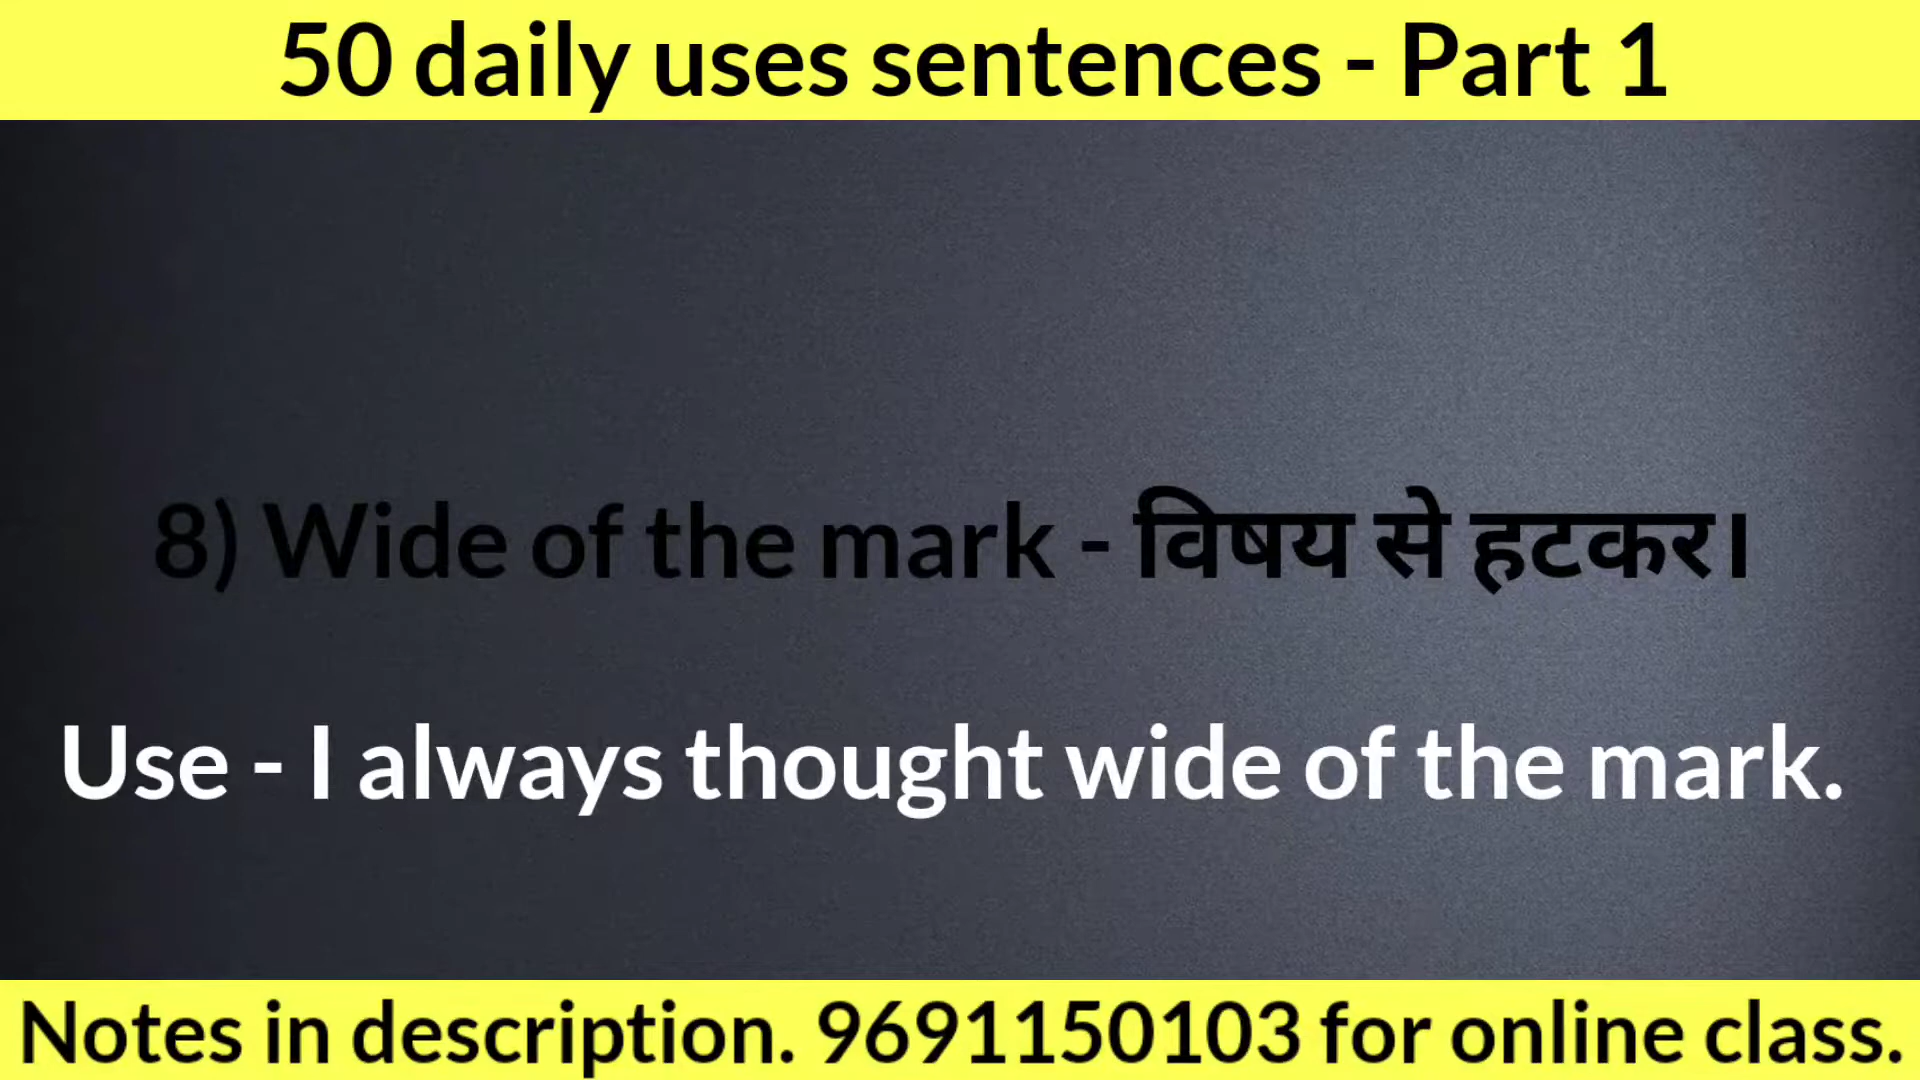 50 daily uses sentences - Part 1
8) Wide of the mark - विषय से हटकर।
Use - I always thought wide of the mark.
Notes in description. 9691150103 for online class.